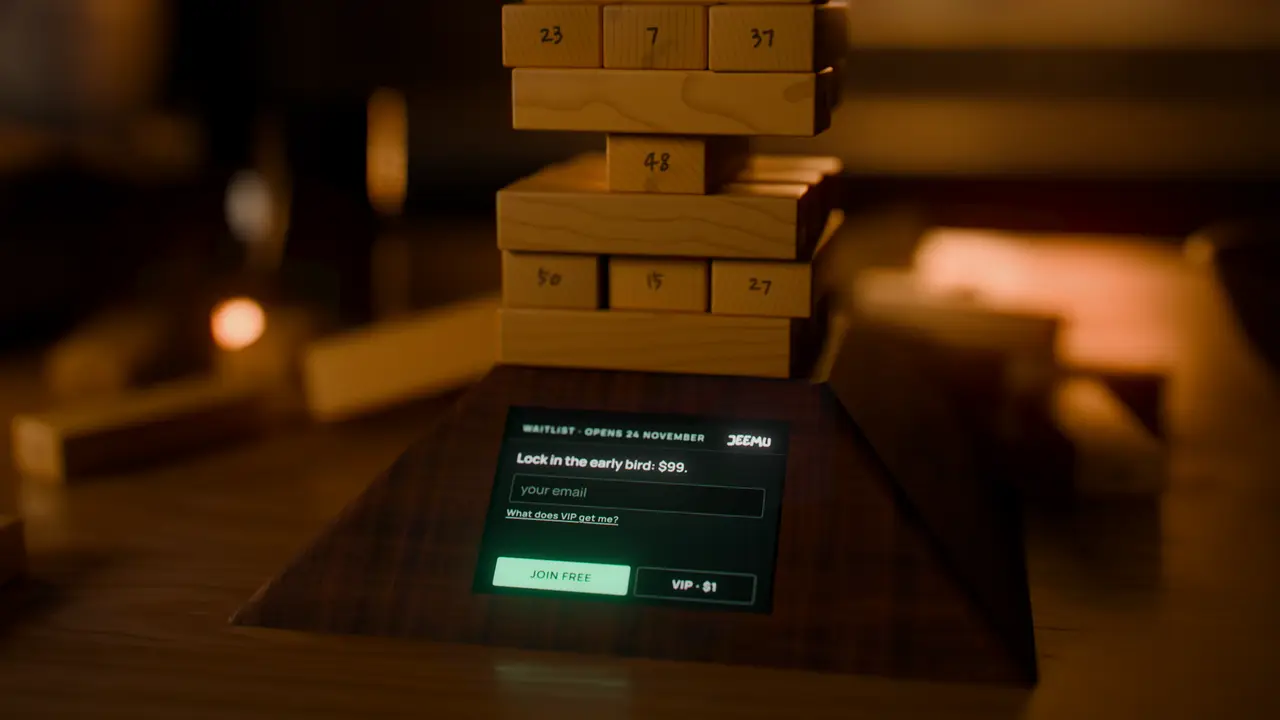 23 7 37
48
50 15 27
WAITLIST · OPENS 24 NOVEMBER JEEMU
Lock in the early bird: $99.
your email
What does VIP get me?
JOIN FREE VIP · $1